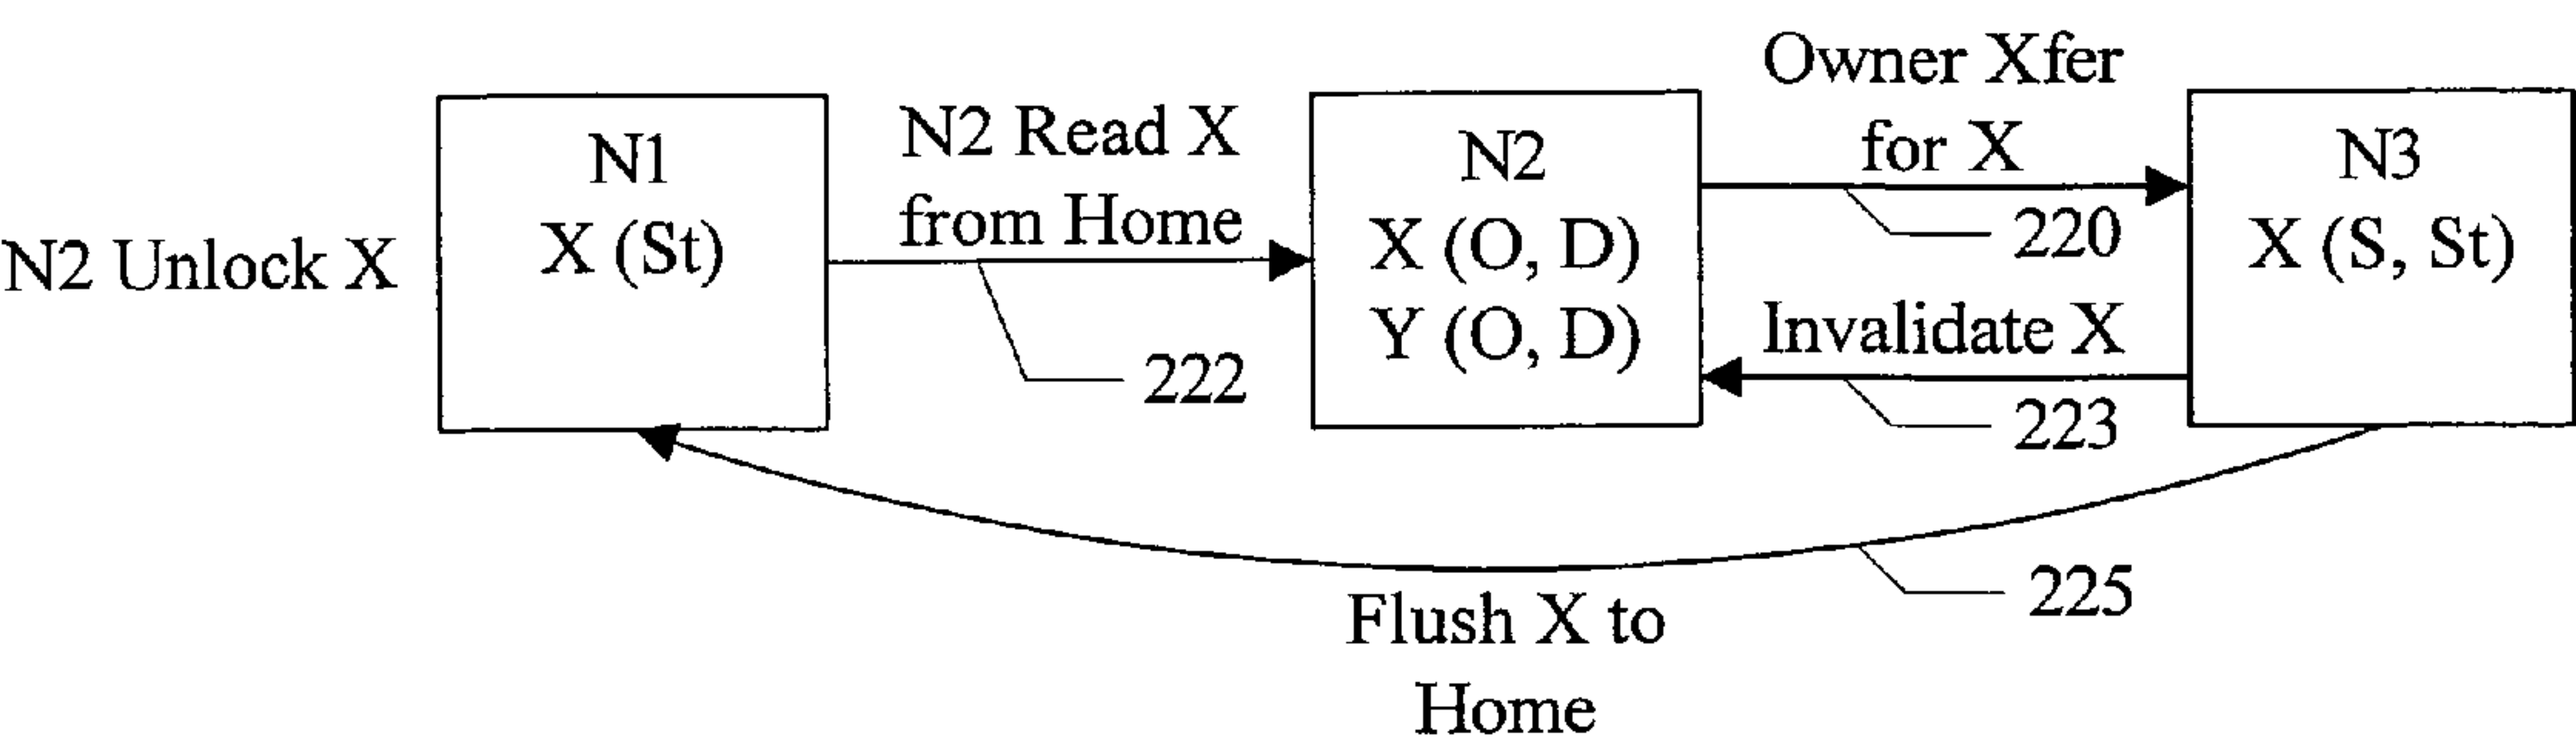 N2 Unlock X
N1
X (St)
N2 Read X
from Home
222
N2
X (O, D)
Y (O, D)
Owner Xfer
for X
220
Invalidate X
223
N3
X (S, St)
225
Flush X to
Home